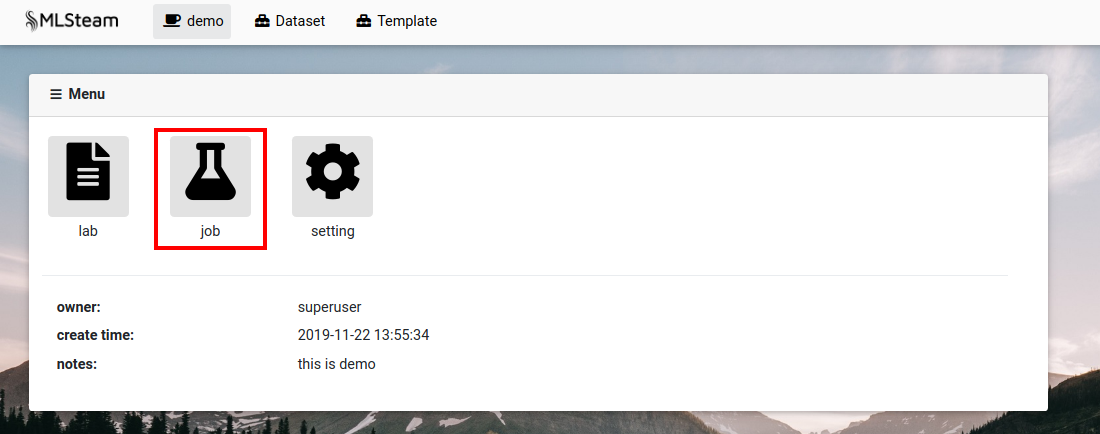 MLSteam demo Dataset Template
Menu
lab job setting
owner: superuser
create time: 2019-11-22 13:55:34
notes: this is demo